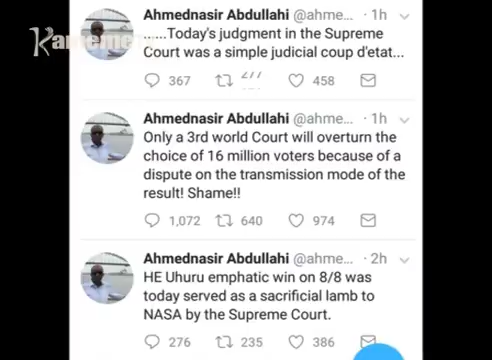 Kameme
Ahmednasir Abdullahi @ahme... · 1h
......Today's judgment in the Supreme
Court was a simple judicial coup d'etat...
367 458
Ahmednasir Abdullahi @ahme... · 1h
Only a 3rd world Court will overturn the
choice of 16 million voters because of a
dispute on the transmission mode of the
result! Shame!!
1,072 640 974
Ahmednasir Abdullahi @ahme... · 2h
HE Uhuru emphatic win on 8/8 was
today served as a sacrificial lamb to
NASA by the Supreme Court.
276 235 386